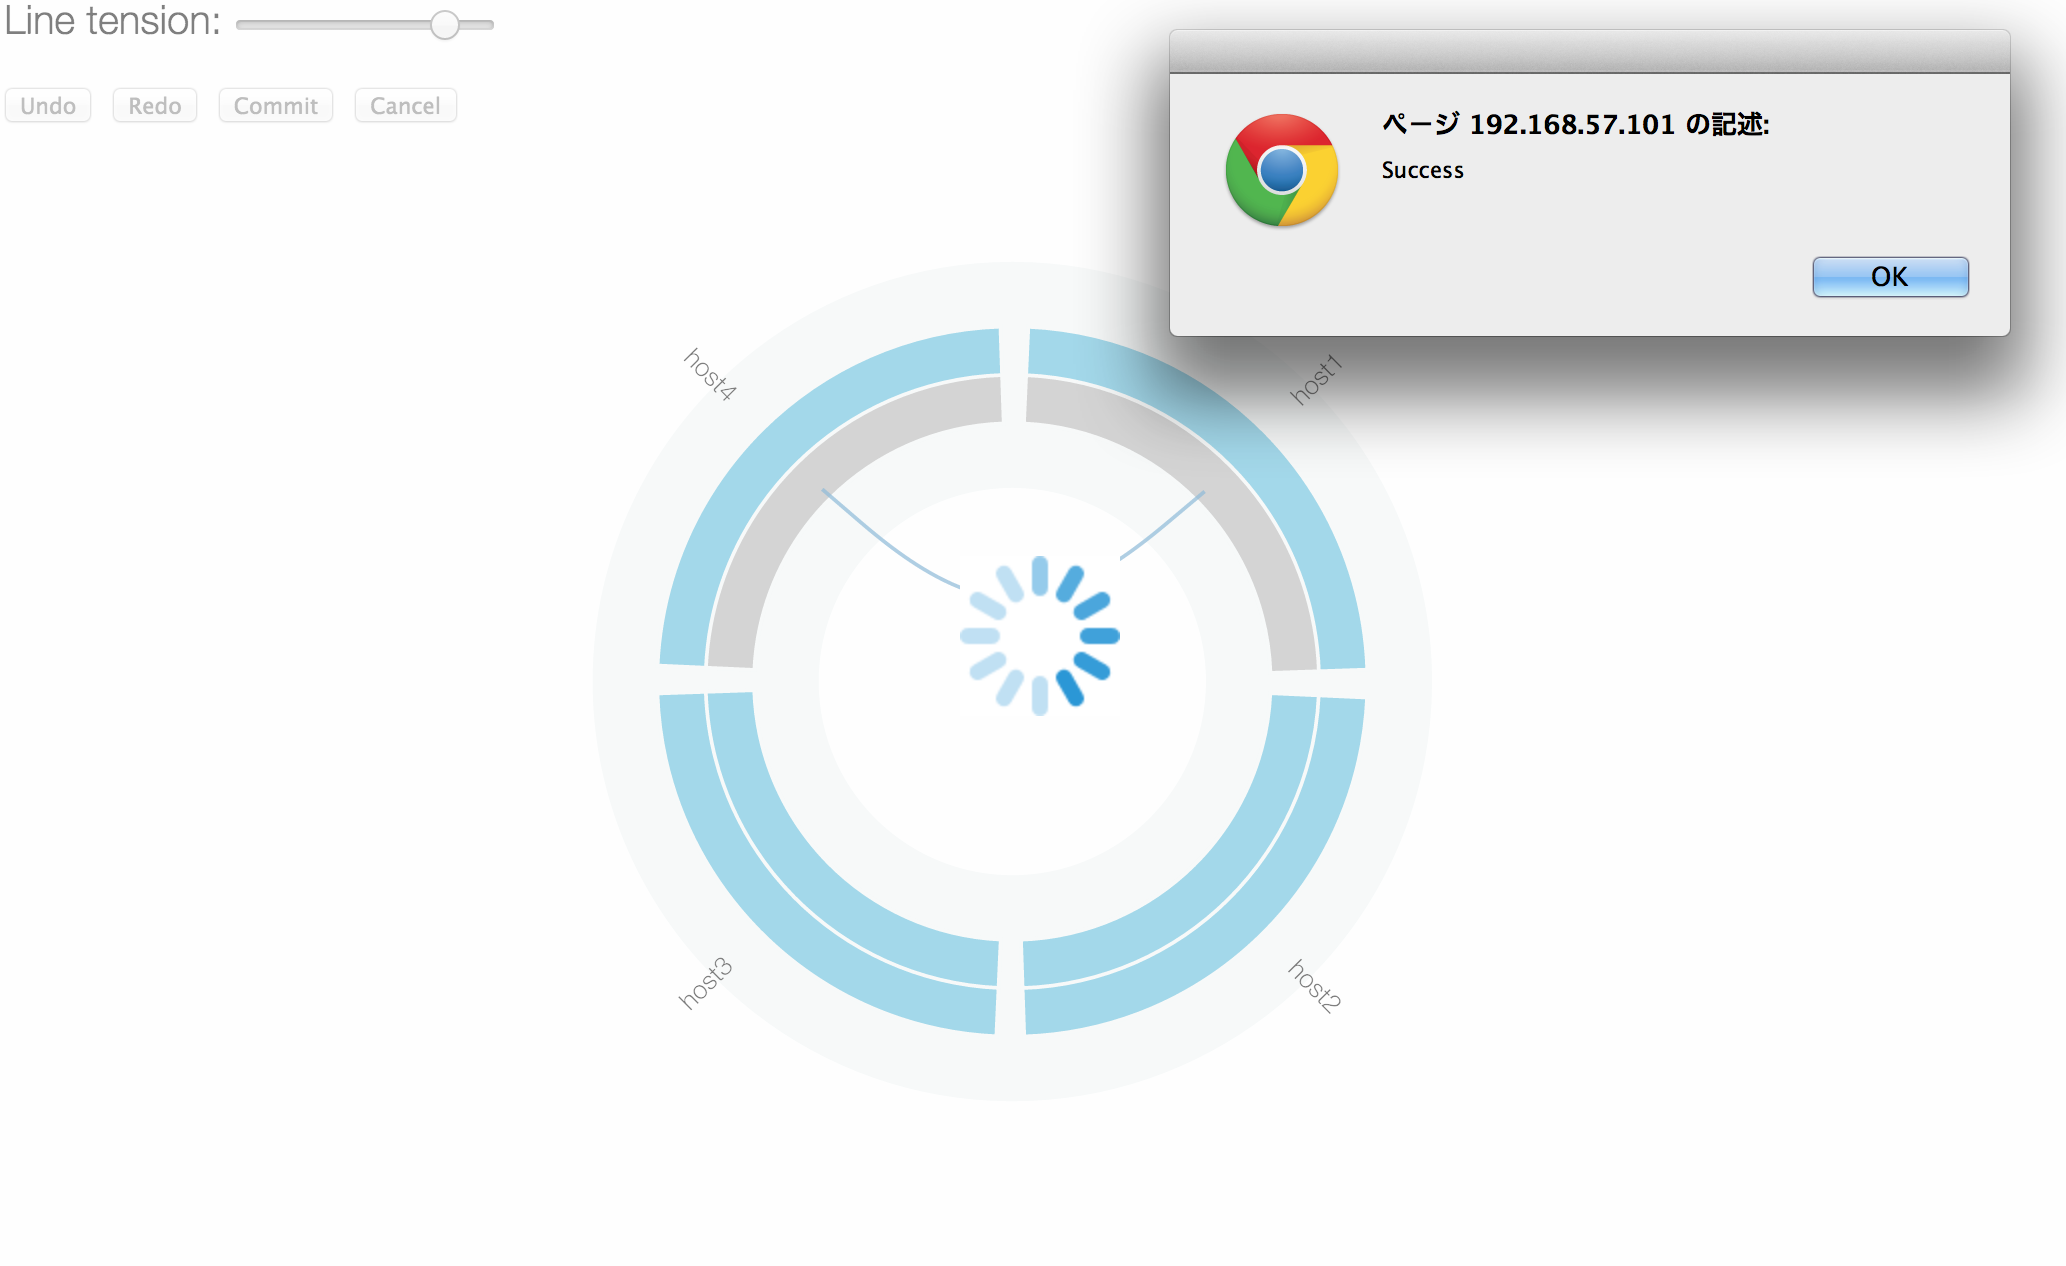 Line tension:
Undo Redo Commit Cancel
ページ 192.168.57.101 の記述:
Success
OK
host4
host1
host3
host2